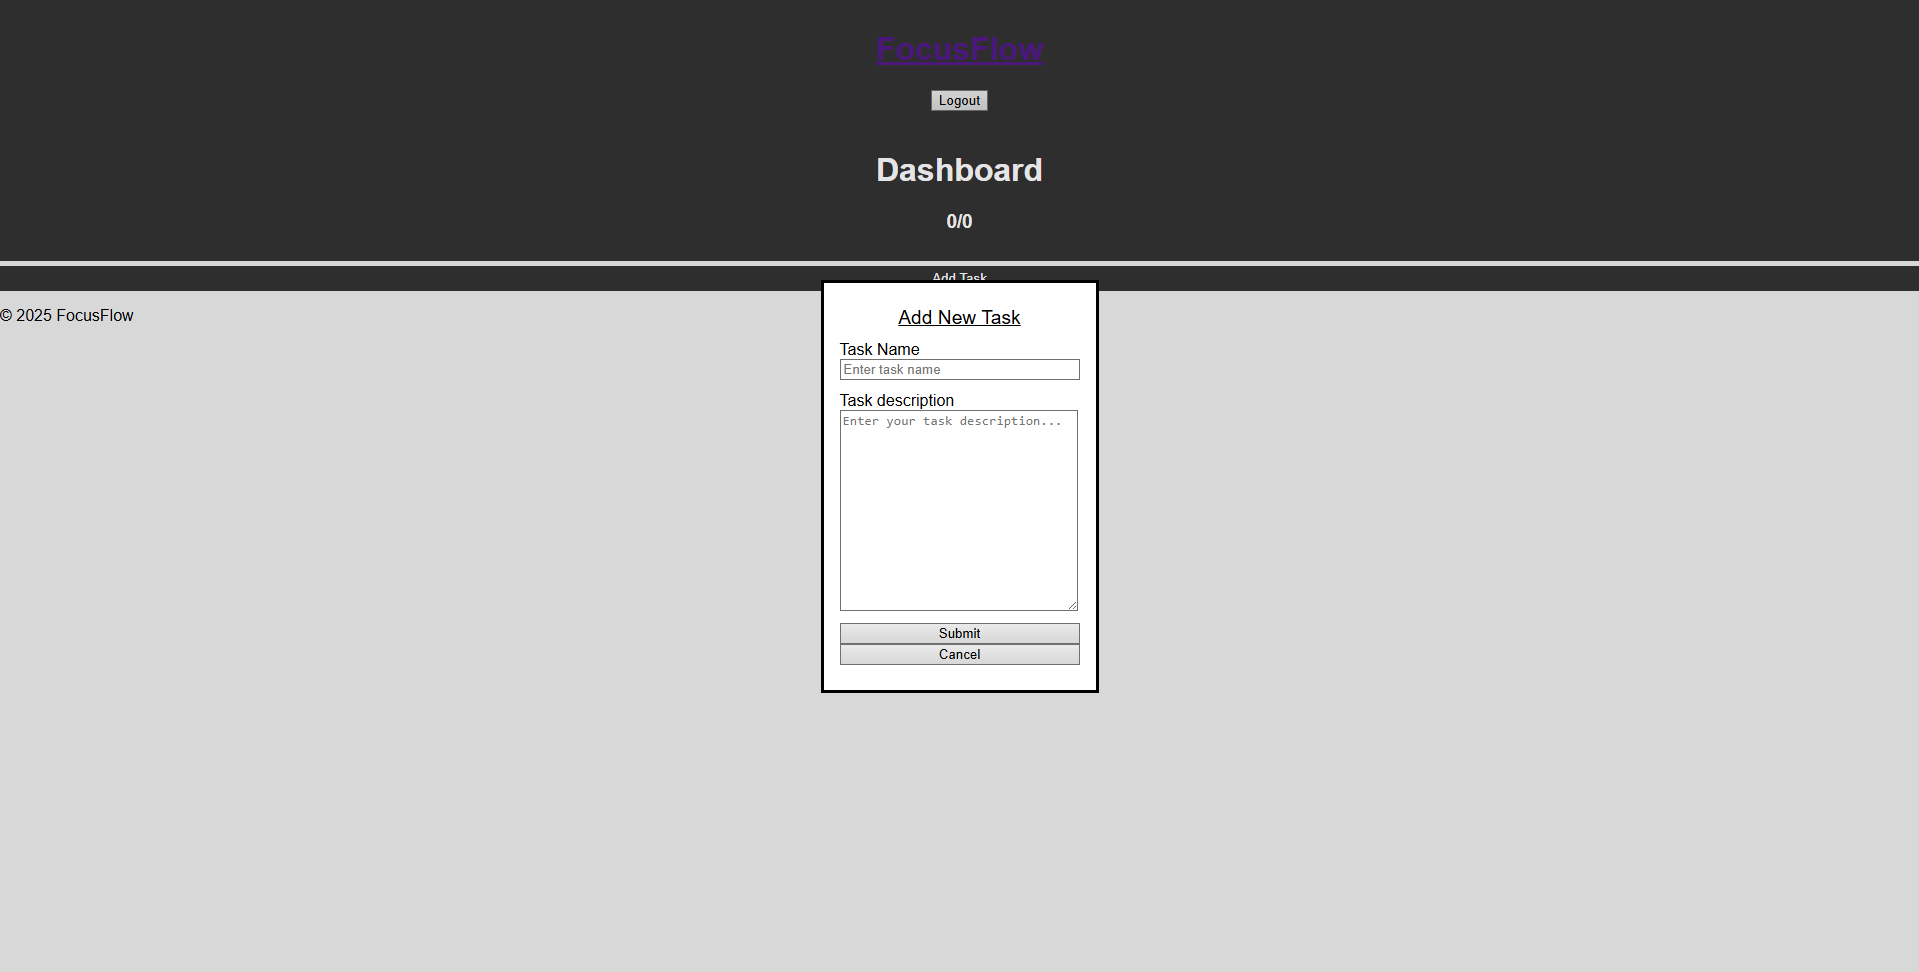 FocusFlow
Logout
Dashboard
0/0
Add Task
© 2025 FocusFlow
Add New Task
Task Name
Enter task name
Task description
Enter your task description...
Submit
Cancel